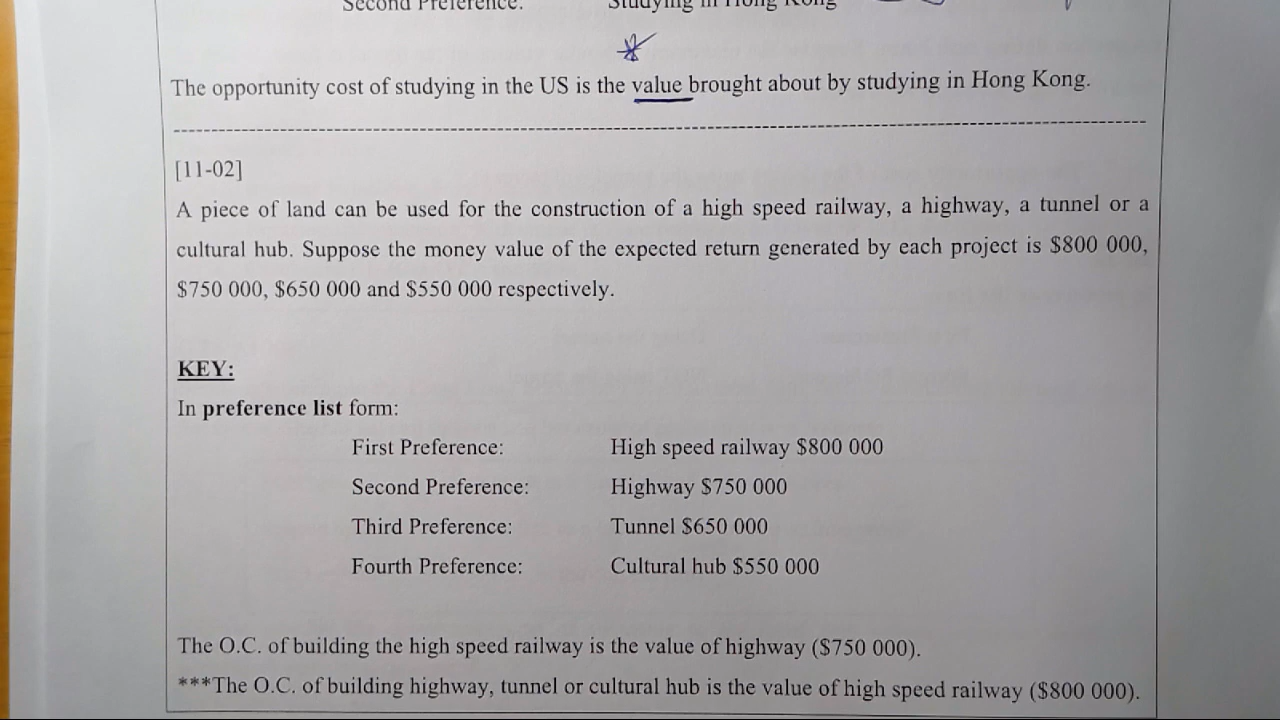 Second Preference: Studying in Hong Kong
The opportunity cost of studying in the US is the value brought about by studying in Hong Kong.
[11-02]
A piece of land can be used for the construction of a high speed railway, a highway, a tunnel or a
cultural hub. Suppose the money value of the expected return generated by each project is $800 000,
$750 000, $650 000 and $550 000 respectively.
KEY:
In preference list form:
First Preference: High speed railway $800 000
Second Preference: Highway $750 000
Third Preference: Tunnel $650 000
Fourth Preference: Cultural hub $550 000
The O.C. of building the high speed railway is the value of highway ($750 000).
***The O.C. of building highway, tunnel or cultural hub is the value of high speed railway ($800 000).